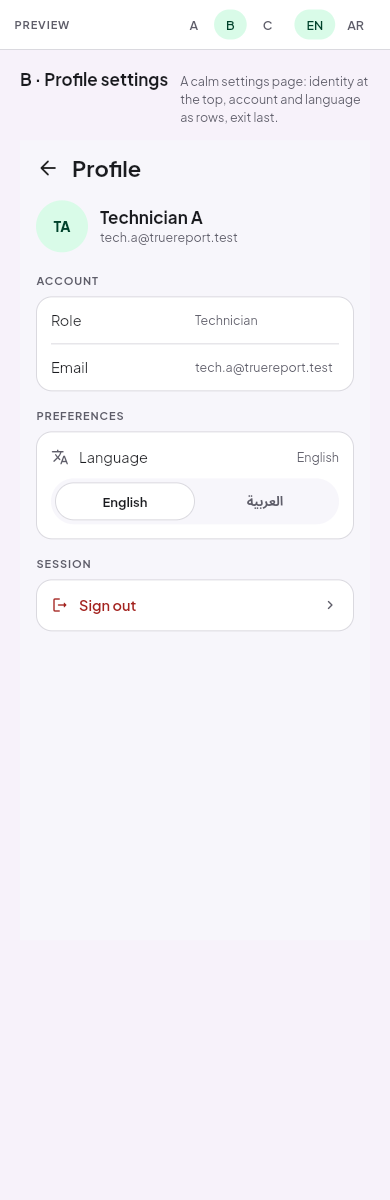 PREVIEW A B C EN AR
B · Profile settings
A calm settings page: identity at
the top, account and language
as rows, exit last.
Profile
TA
Technician A
tech.a@truereport.test
ACCOUNT
Role Technician
Email tech.a@truereport.test
PREFERENCES
Language English
English العربية
SESSION
Sign out